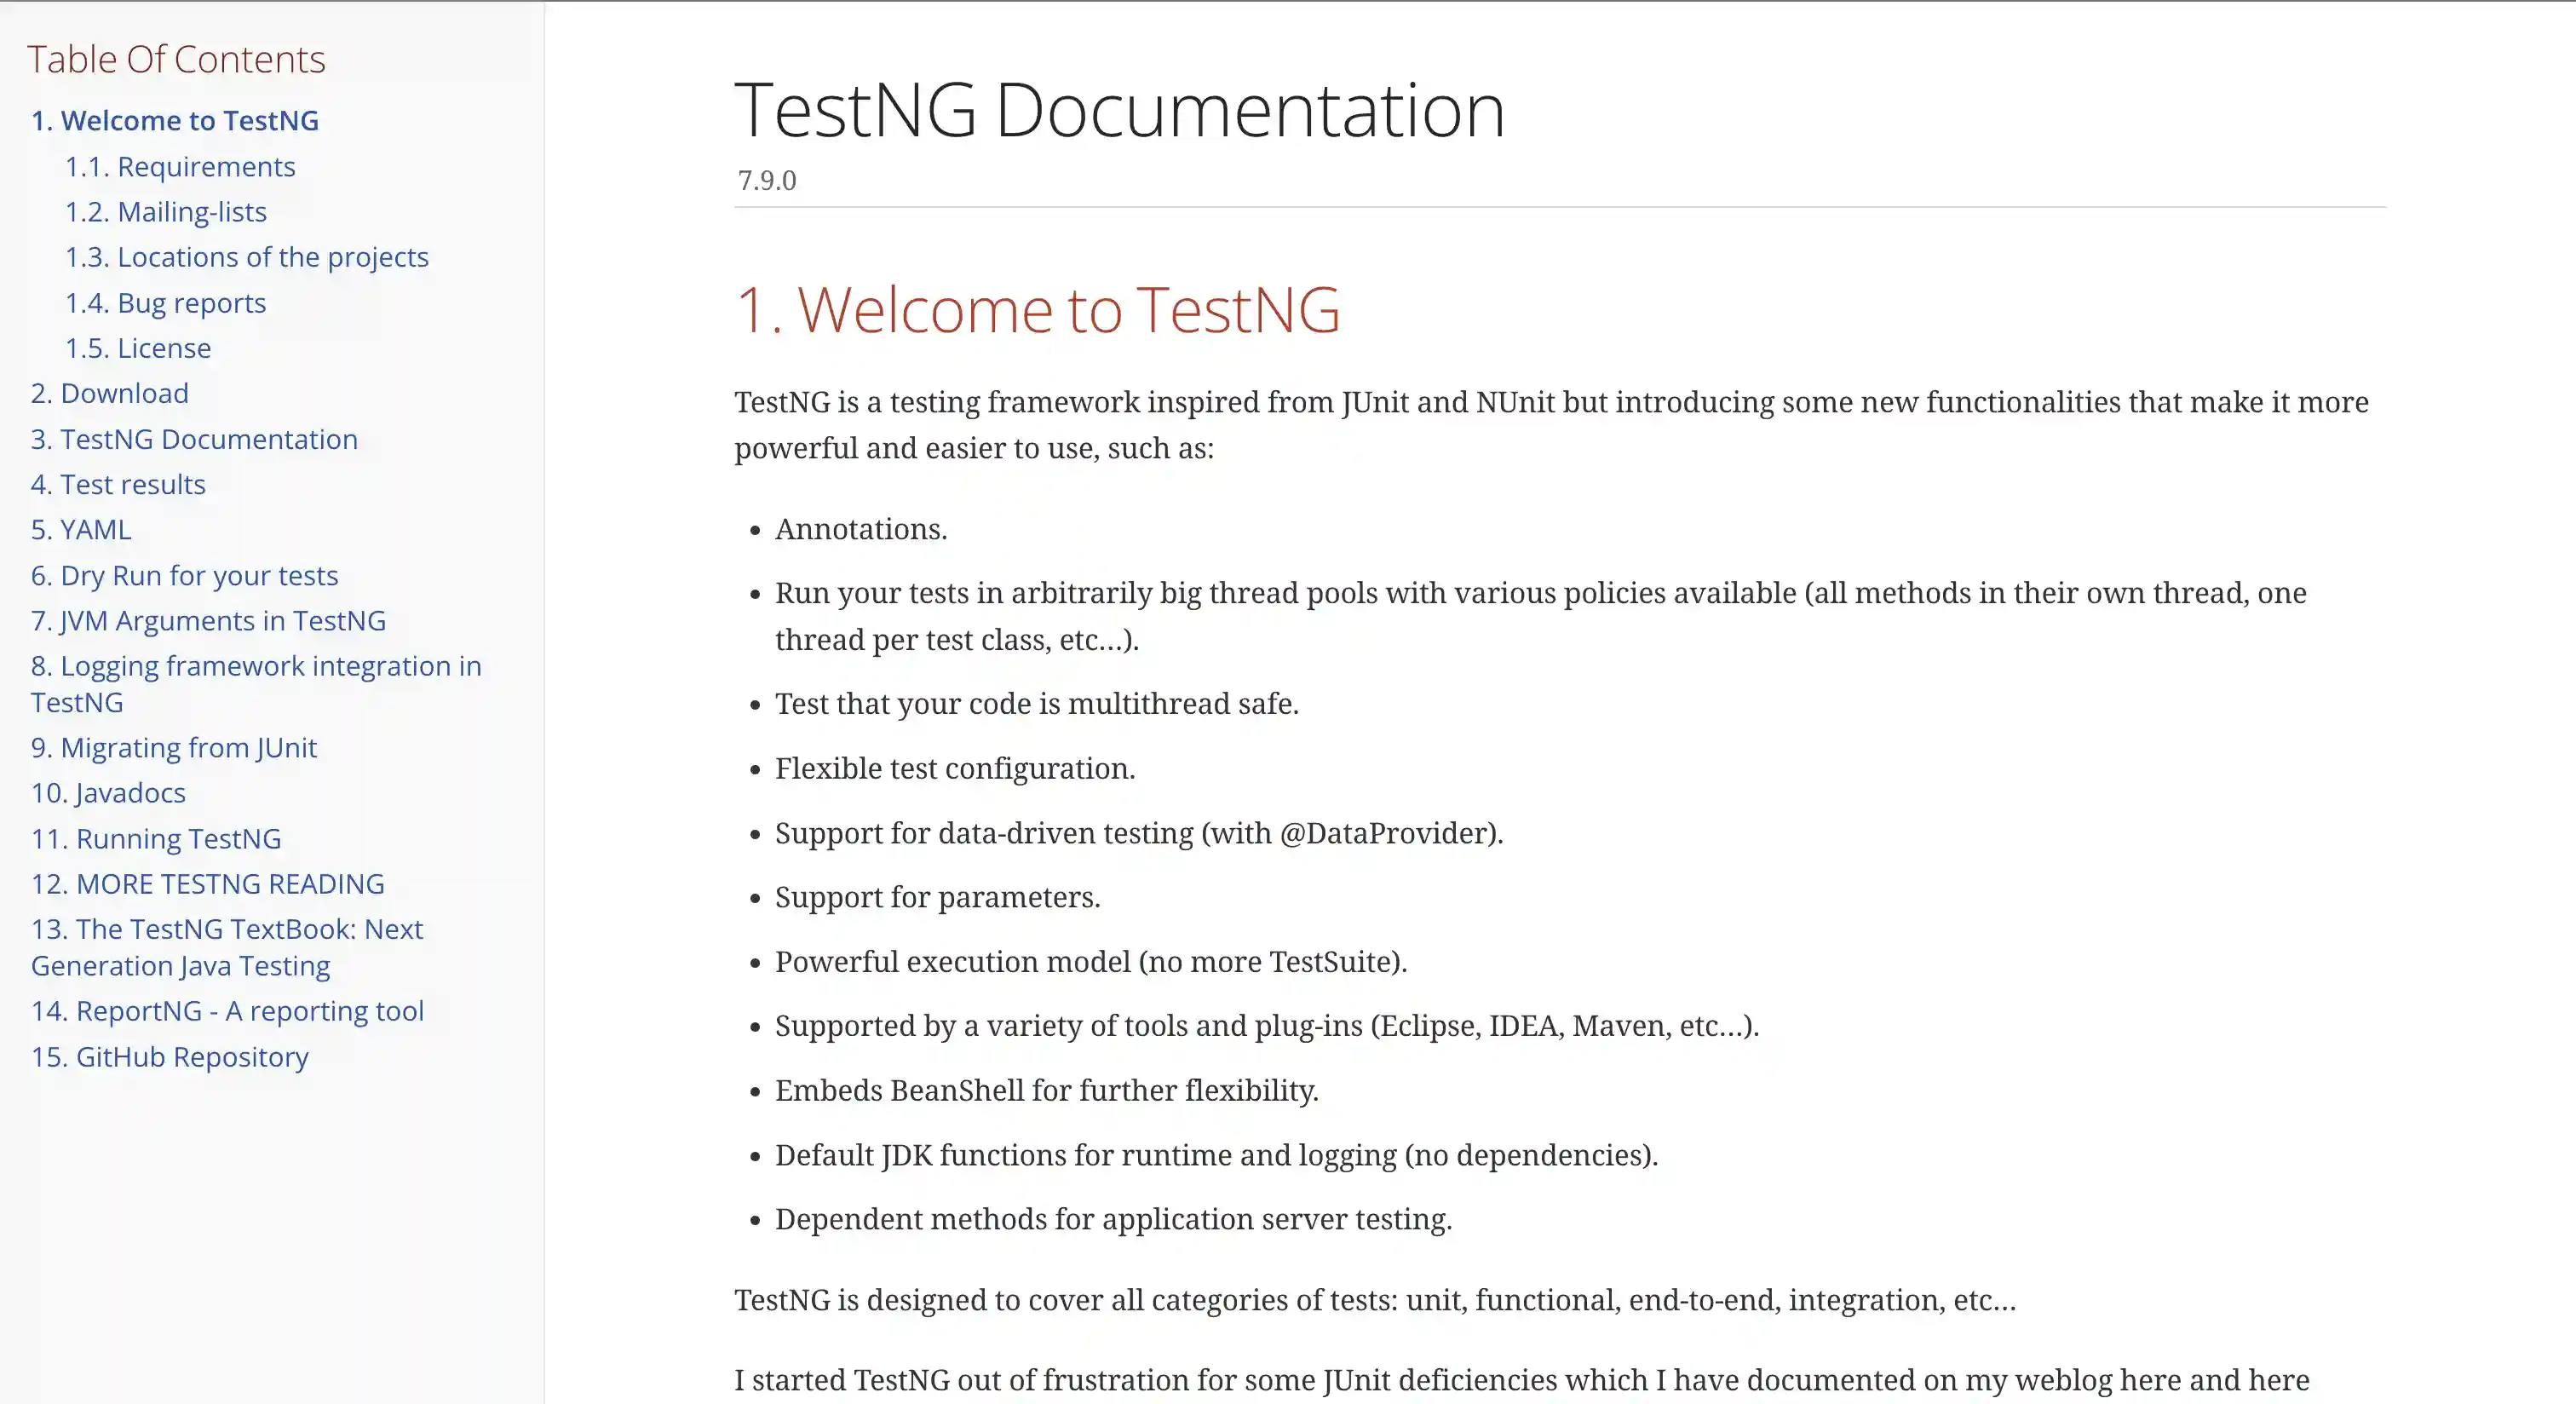 Table Of Contents
1. Welcome to TestNG
1.1. Requirements
1.2. Mailing-lists
1.3. Locations of the projects
1.4. Bug reports
1.5. License
2. Download
3. TestNG Documentation
4. Test results
5. YAML
6. Dry Run for your tests
7. JVM Arguments in TestNG
8. Logging framework integration in
TestNG
9. Migrating from JUnit
10. Javadocs
11. Running TestNG
12. MORE TESTNG READING
13. The TestNG TextBook: Next
Generation Java Testing
14. ReportNG - A reporting tool
15. GitHub Repository
TestNG Documentation
7.9.0
1. Welcome to TestNG
TestNG is a testing framework inspired from JUnit and NUnit but introducing some new functionalities that make it more
powerful and easier to use, such as:
• Annotations.
• Run your tests in arbitrarily big thread pools with various policies available (all methods in their own thread, one
thread per test class, etc…).
• Test that your code is multithread safe.
• Flexible test configuration.
• Support for data-driven testing (with @DataProvider).
• Support for parameters.
• Powerful execution model (no more TestSuite).
• Supported by a variety of tools and plug-ins (Eclipse, IDEA, Maven, etc…).
• Embeds BeanShell for further flexibility.
• Default JDK functions for runtime and logging (no dependencies).
• Dependent methods for application server testing.
TestNG is designed to cover all categories of tests: unit, functional, end-to-end, integration, etc…
I started TestNG out of frustration for some JUnit deficiencies which I have documented on my weblog here and here